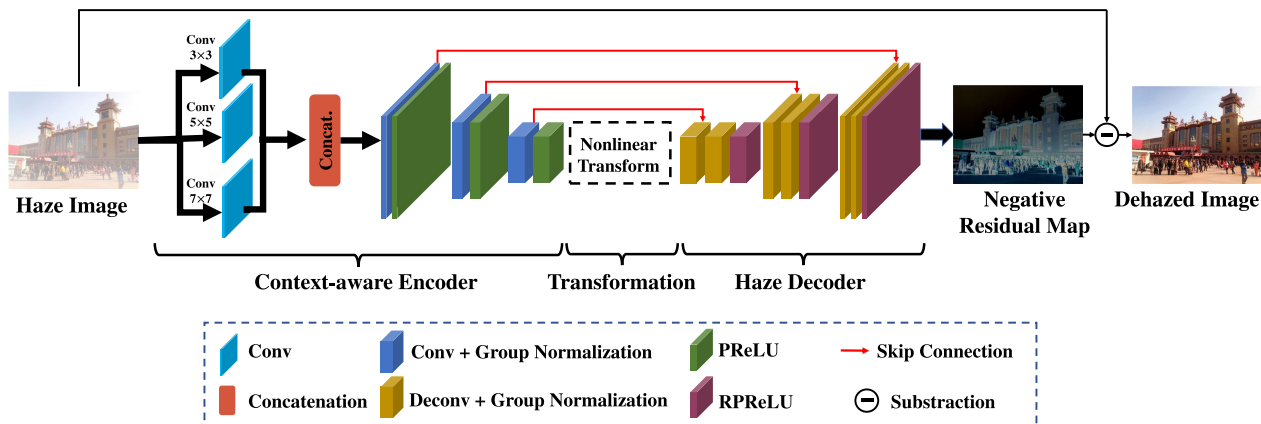 Conv
3×3
Conv
5×5
Conv
7×7
Concat.
Nonlinear
Transform
Haze Image
Negative
Residual Map
Dehazed Image
Context-aware Encoder
Transformation
Haze Decoder
Conv
Conv + Group Normalization
PReLU
Skip Connection
Concatenation
Deconv + Group Normalization
RPReLU
Substraction